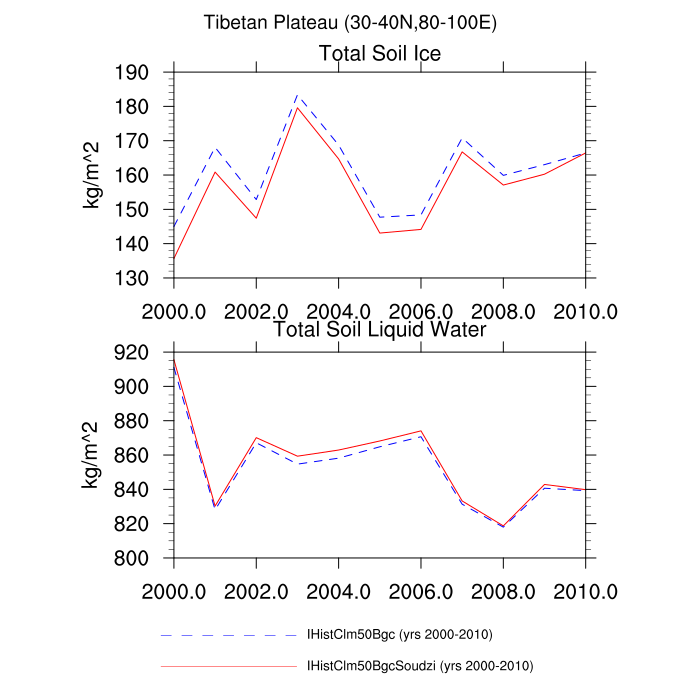 Tibetan Plateau (30-40N,80-100E)
Total Soil Ice
190
180
170
160
150
140
130
kg/m^2
2000.0 2002.0 2004.0 2006.0 2008.0 2010.0
Total Soil Liquid Water
920
900
880
860
840
820
800
kg/m^2
2000.0 2002.0 2004.0 2006.0 2008.0 2010.0
IHistClm50Bgc (yrs 2000-2010)
IHistClm50BgcSoudzi (yrs 2000-2010)